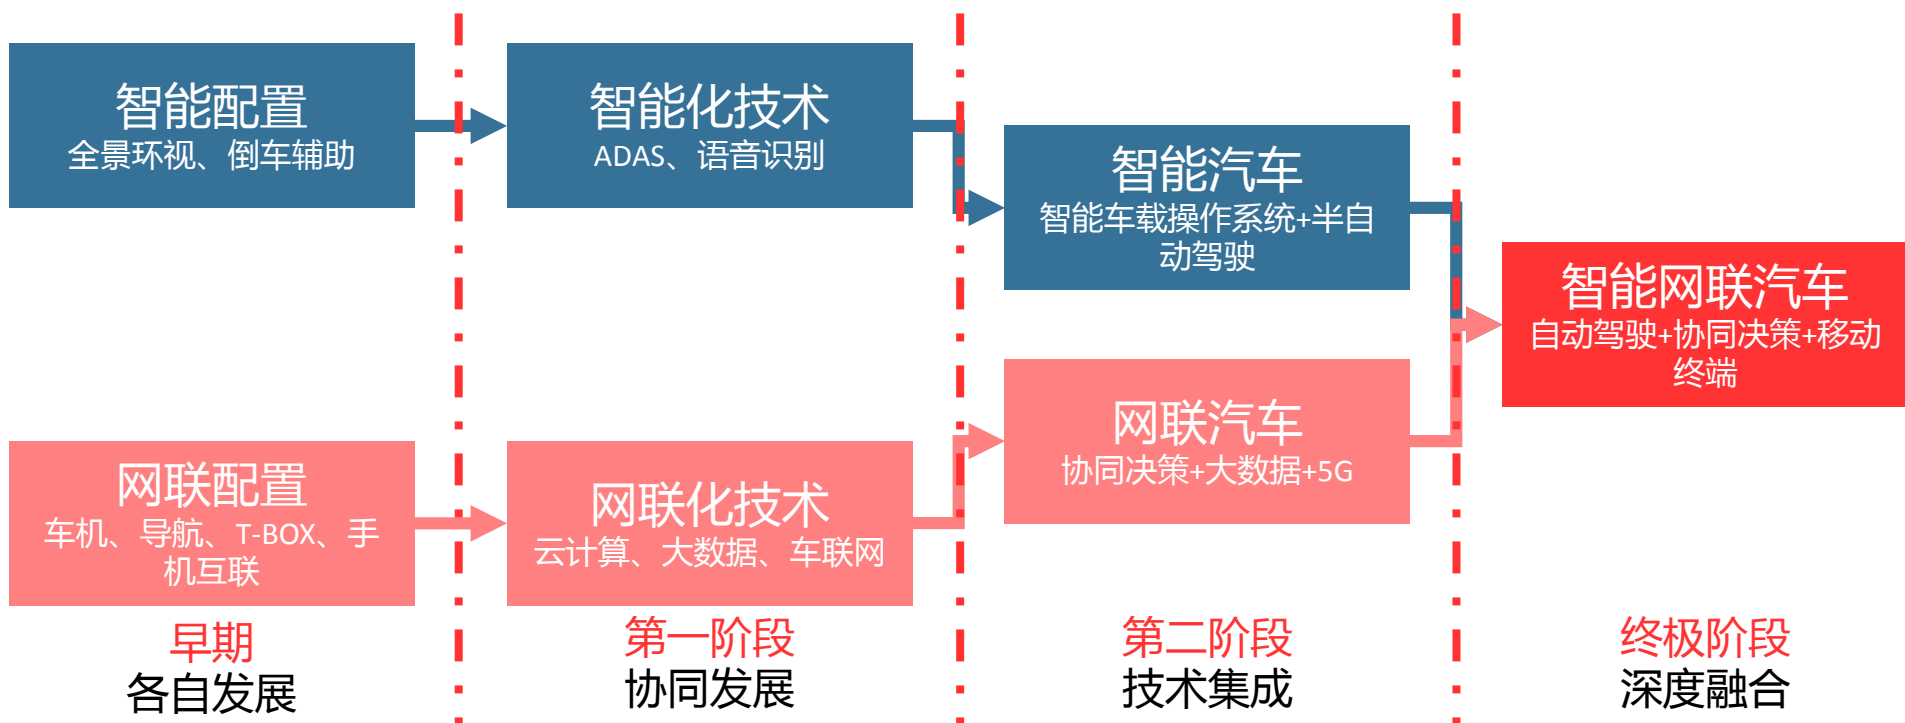 智能配置
全景环视、倒车辅助
智能化技术
ADAS、语音识别
智能汽车
智能车载操作系统+半自
动驾驶
智能网联汽车
自动驾驶+协同决策+移动
终端
网联配置
车机、导航、T-BOX、手
机互联
网联化技术
云计算、大数据、车联网
网联汽车
协同决策+大数据+5G
早期
各自发展
第一阶段
协同发展
第二阶段
技术集成
终极阶段
深度融合